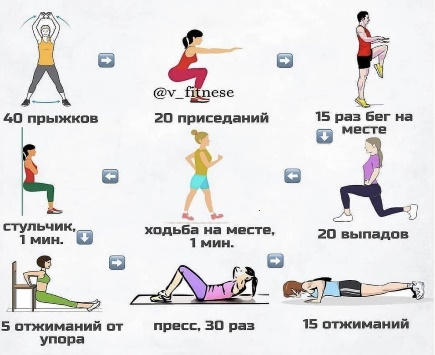 @v_fitnese
40 прыжков
20 приседаний
15 раз бег на
месте
стульчик,
1 мин.
ходьба на месте,
1 мин.
20 выпадов
5 отжиманий от
упора
пресс, 30 раз
15 отжиманий